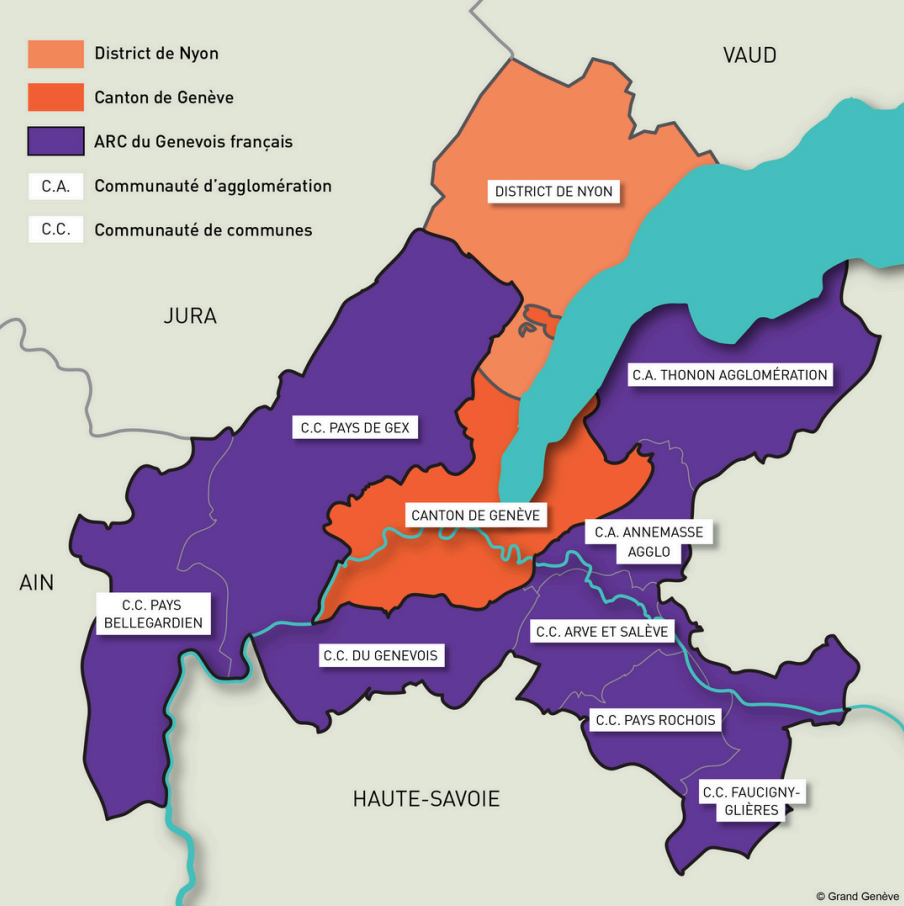 District de Nyon
Canton de Genève
ARC du Genevois français
C.A. Communauté d'agglomération
C.C. Communauté de communes
VAUD
DISTRICT DE NYON
JURA
C.A. THONON AGGLOMÉRATION
C.C. PAYS DE GEX
CANTON DE GENÈVE
C.A. ANNEMASSE
AGGLO
AIN
C.C. PAYS
BELLEGARDIEN
C.C. ARVE ET SALÈVE
C.C. DU GENEVOIS
C.C. PAYS ROCHOIS
HAUTE-SAVOIE
C.C. FAUCIGNY-
GLIÈRES
© Grand Genève